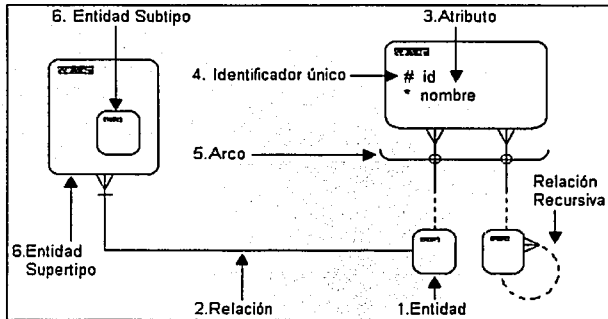 6. Entidad Subtipo
3.Atributo
4. Identificador único
# id
* nombre
5.Arco
Relación
Recursiva
6.Entidad
Supertipo
2.Relación
1.Entidad